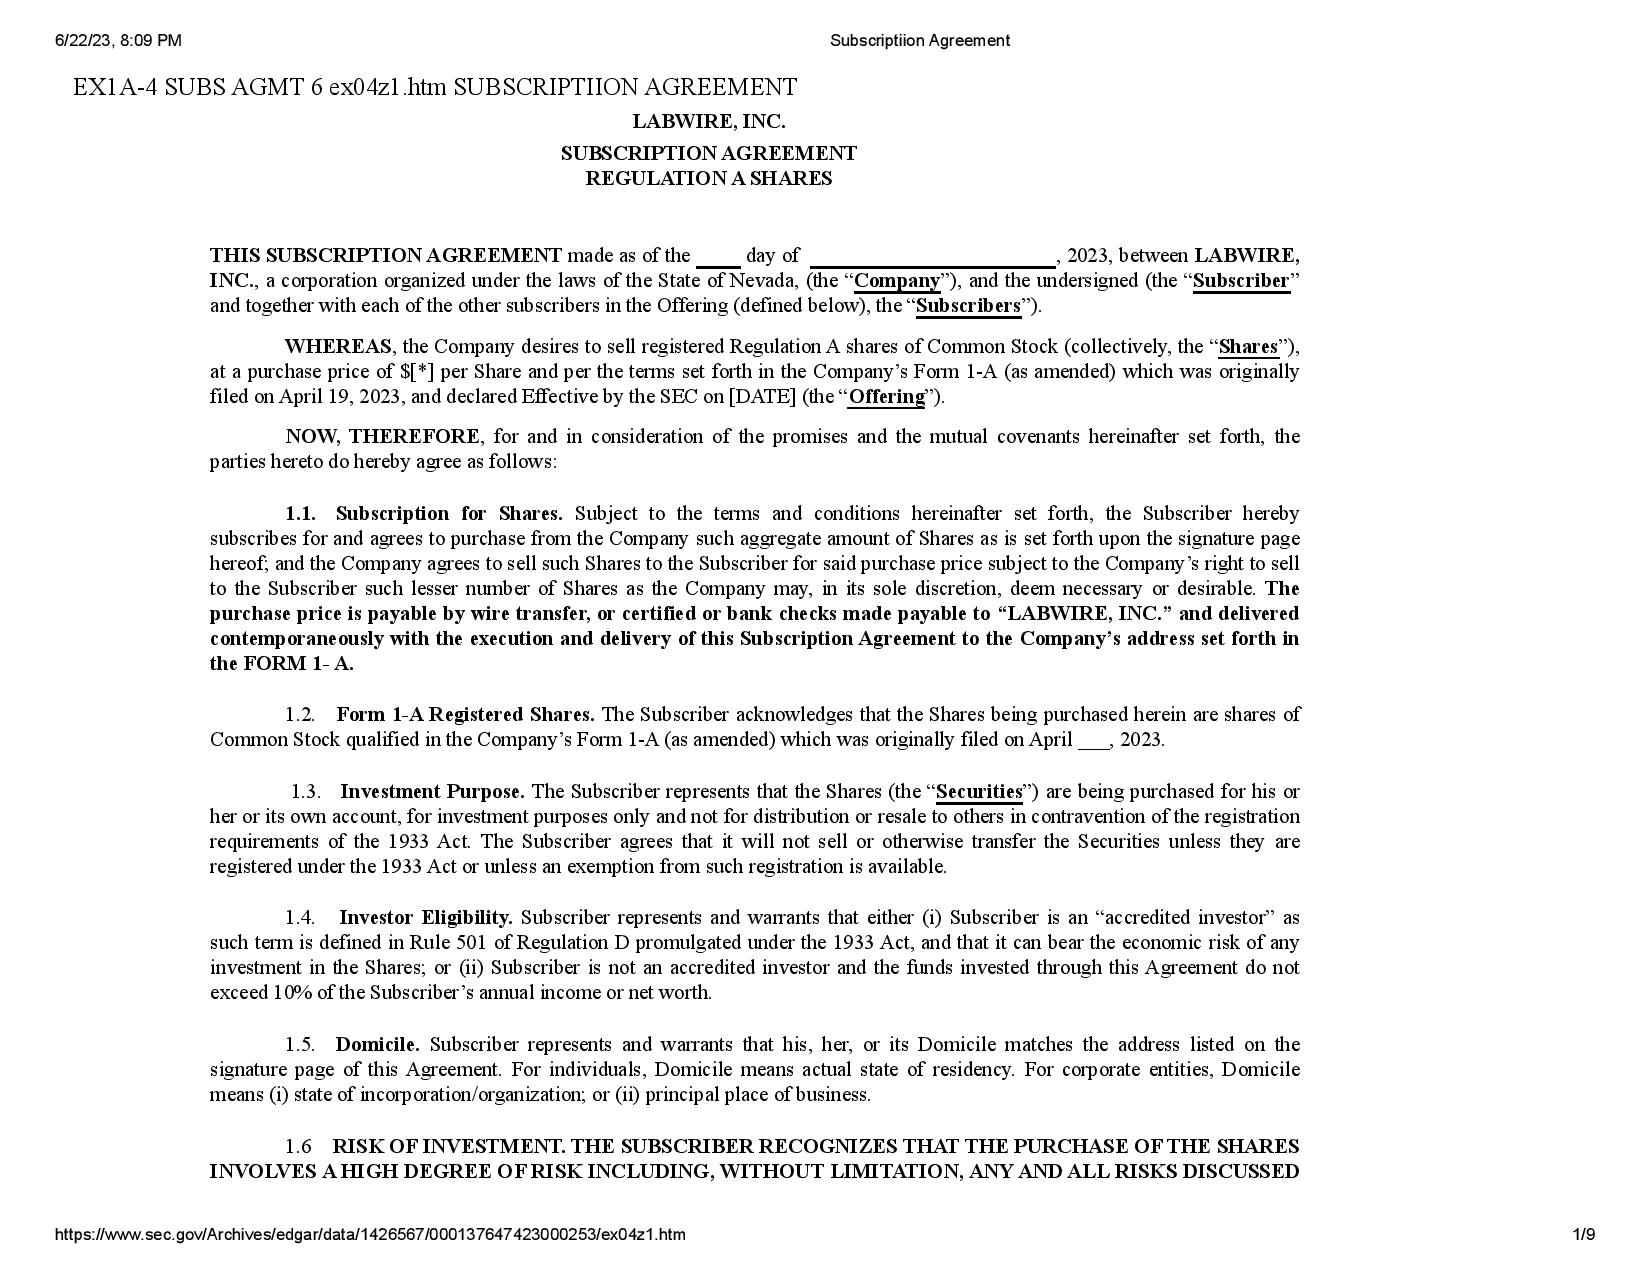 6/22/23, 8:09 PM
Subscriptiion Agreement
EX1A-4 SUBS AGMT 6 ex04z1.htm SUBSCRIPTIION AGREEMENT
LABWIRE, INC.
SUBSCRIPTION AGREEMENT
REGULATION A SHARES
THIS SUBSCRIPTION AGREEMENT made as of the ____ day of ______________________, 2023, between LABWIRE,
INC., a corporation organized under the laws of the State of Nevada, (the “Company”), and the undersigned (the “Subscriber”
and together with each of the other subscribers in the Offering (defined below), the “Subscribers”).
WHEREAS, the Company desires to sell registered Regulation A shares of Common Stock (collectively, the “Shares”),
at a purchase price of $[*] per Share and per the terms set forth in the Company’s Form 1-A (as amended) which was originally
filed on April 19, 2023, and declared Effective by the SEC on [DATE] (the “Offering”).
NOW, THEREFORE, for and in consideration of the promises and the mutual covenants hereinafter set forth, the
parties hereto do hereby agree as follows:
1.1. Subscription for Shares. Subject to the terms and conditions hereinafter set forth, the Subscriber hereby
subscribes for and agrees to purchase from the Company such aggregate amount of Shares as is set forth upon the signature page
hereof; and the Company agrees to sell such Shares to the Subscriber for said purchase price subject to the Company’s right to sell
to the Subscriber such lesser number of Shares as the Company may, in its sole discretion, deem necessary or desirable. The
purchase price is payable by wire transfer, or certified or bank checks made payable to “LABWIRE, INC.” and delivered
contemporaneously with the execution and delivery of this Subscription Agreement to the Company’s address set forth in
the FORM 1- A.
1.2. Form 1-A Registered Shares. The Subscriber acknowledges that the Shares being purchased herein are shares of
Common Stock qualified in the Company’s Form 1-A (as amended) which was originally filed on April ___, 2023.
1.3. Investment Purpose. The Subscriber represents that the Shares (the “Securities”) are being purchased for his or
her or its own account, for investment purposes only and not for distribution or resale to others in contravention of the registration
requirements of the 1933 Act. The Subscriber agrees that it will not sell or otherwise transfer the Securities unless they are
registered under the 1933 Act or unless an exemption from such registration is available.
1.4. Investor Eligibility. Subscriber represents and warrants that either (i) Subscriber is an “accredited investor” as
such term is defined in Rule 501 of Regulation D promulgated under the 1933 Act, and that it can bear the economic risk of any
investment in the Shares; or (ii) Subscriber is not an accredited investor and the funds invested through this Agreement do not
exceed 10% of the Subscriber’s annual income or net worth.
1.5. Domicile. Subscriber represents and warrants that his, her, or its Domicile matches the address listed on the
signature page of this Agreement. For individuals, Domicile means actual state of residency. For corporate entities, Domicile
means (i) state of incorporation/organization; or (ii) principal place of business.
1.6 RISK OF INVESTMENT. THE SUBSCRIBER RECOGNIZES THAT THE PURCHASE OF THE SHARES
INVOLVES A HIGH DEGREE OF RISK INCLUDING, WITHOUT LIMITATION, ANY AND ALL RISKS DISCUSSED
https://www.sec.gov/Archives/edgar/data/1426567/000137647423000253/ex04z1.htm
1/9